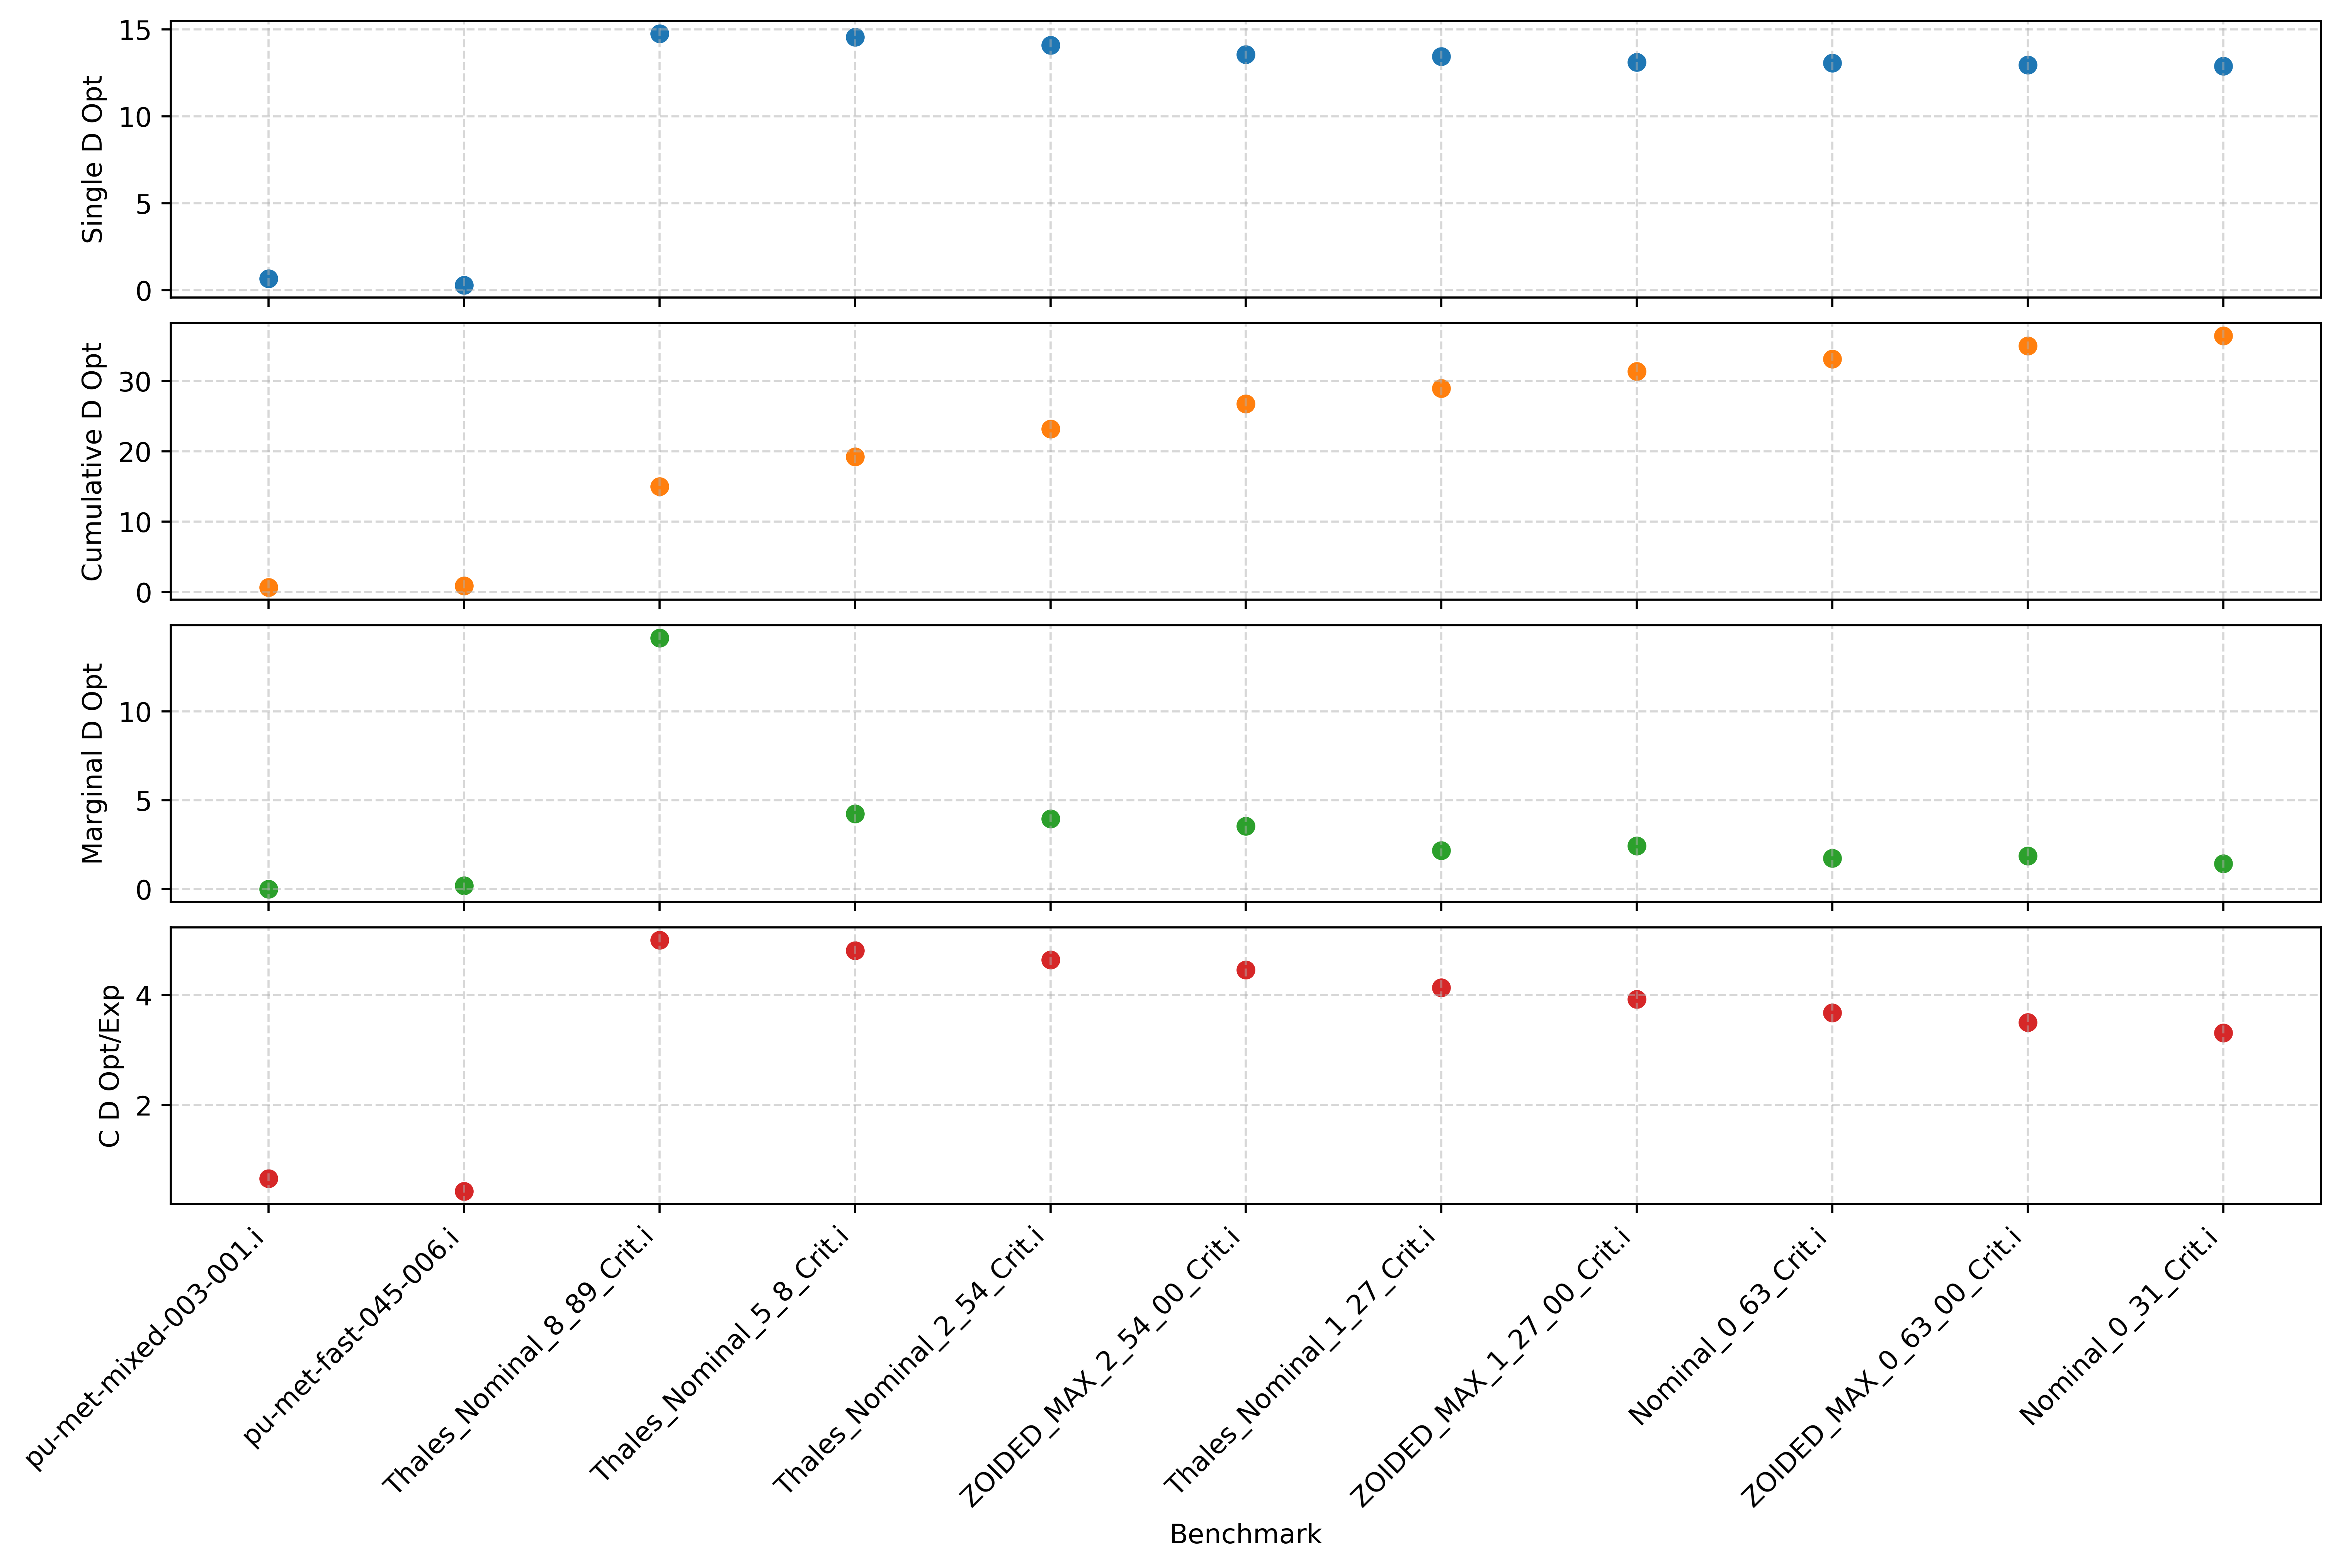 15
10
5
0
Single D Opt
30
20
10
0
Cumulative D Opt
10
5
0
Marginal D Opt
4
2
C D Opt/Exp
pu-met-mixed-003-001.i
pu-met-fast-045-006.i
Thales_Nominal_8_89_Crit.i
Thales_Nominal_5_8_Crit.i
Thales_Nominal_2_54_Crit.i
ZOIDED_MAX_2_54_00_Crit.i
Thales_Nominal_1_27_Crit.i
ZOIDED_MAX_1_27_00_Crit.i
Nominal_0_63_Crit.i
ZOIDED_MAX_0_63_00_Crit.i
Nominal_0_31_Crit.i
Benchmark